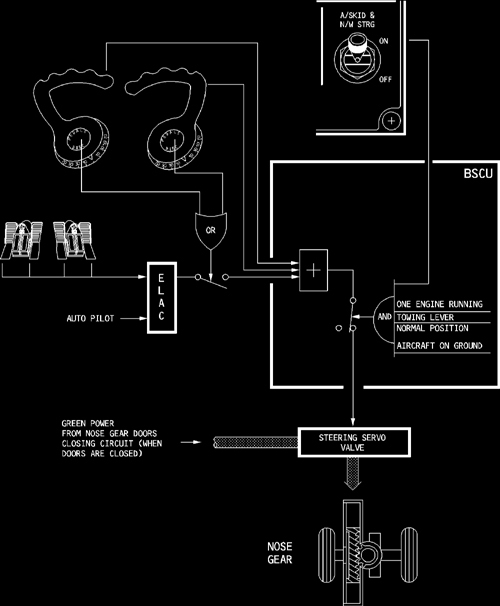 A/SKID &
N/W STRG
ON
OFF
BSCU
OR
E
L
A
C
AUTO PILOT
ONE ENGINE RUNNING
AND
TOWING LEVER
NORMAL POSITION
AIRCRAFT ON GROUND
GREEN POWER
FROM NOSE GEAR DOORS
CLOSING CIRCUIT (WHEN
DOORS ARE CLOSED)
STEERING SERVO
VALVE
NOSE
GEAR